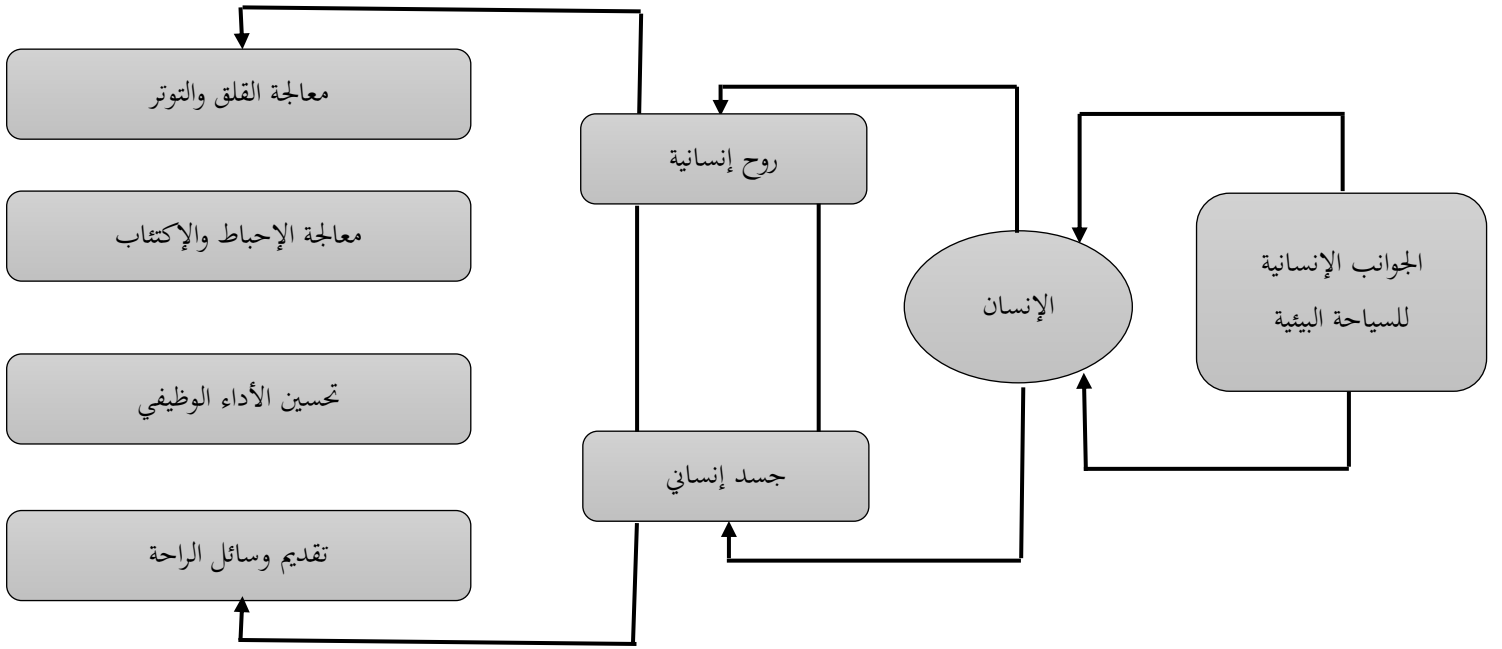 الجوانب الإنسانية
للسياحة البيئية
الإنسان
روح إنسانية
جسد إنساني
معالجة القلق والتوتر
معالجة الإحباط والإكتئاب
تحسين الأداء الوظيفي
تقديم وسائل الراحة